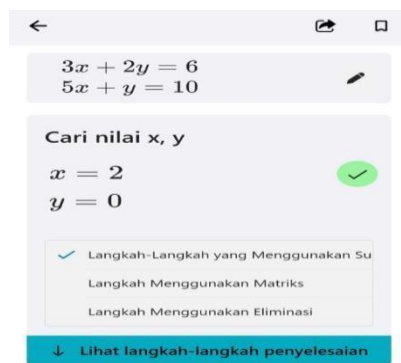 3x + 2y = 6
5x + y = 10
Cari nilai x, y
x = 2
y = 0
Langkah-Langkah yang Menggunakan Su
Langkah Menggunakan Matriks
Langkah Menggunakan Eliminasi
Lihat langkah-langkah penyelesaian